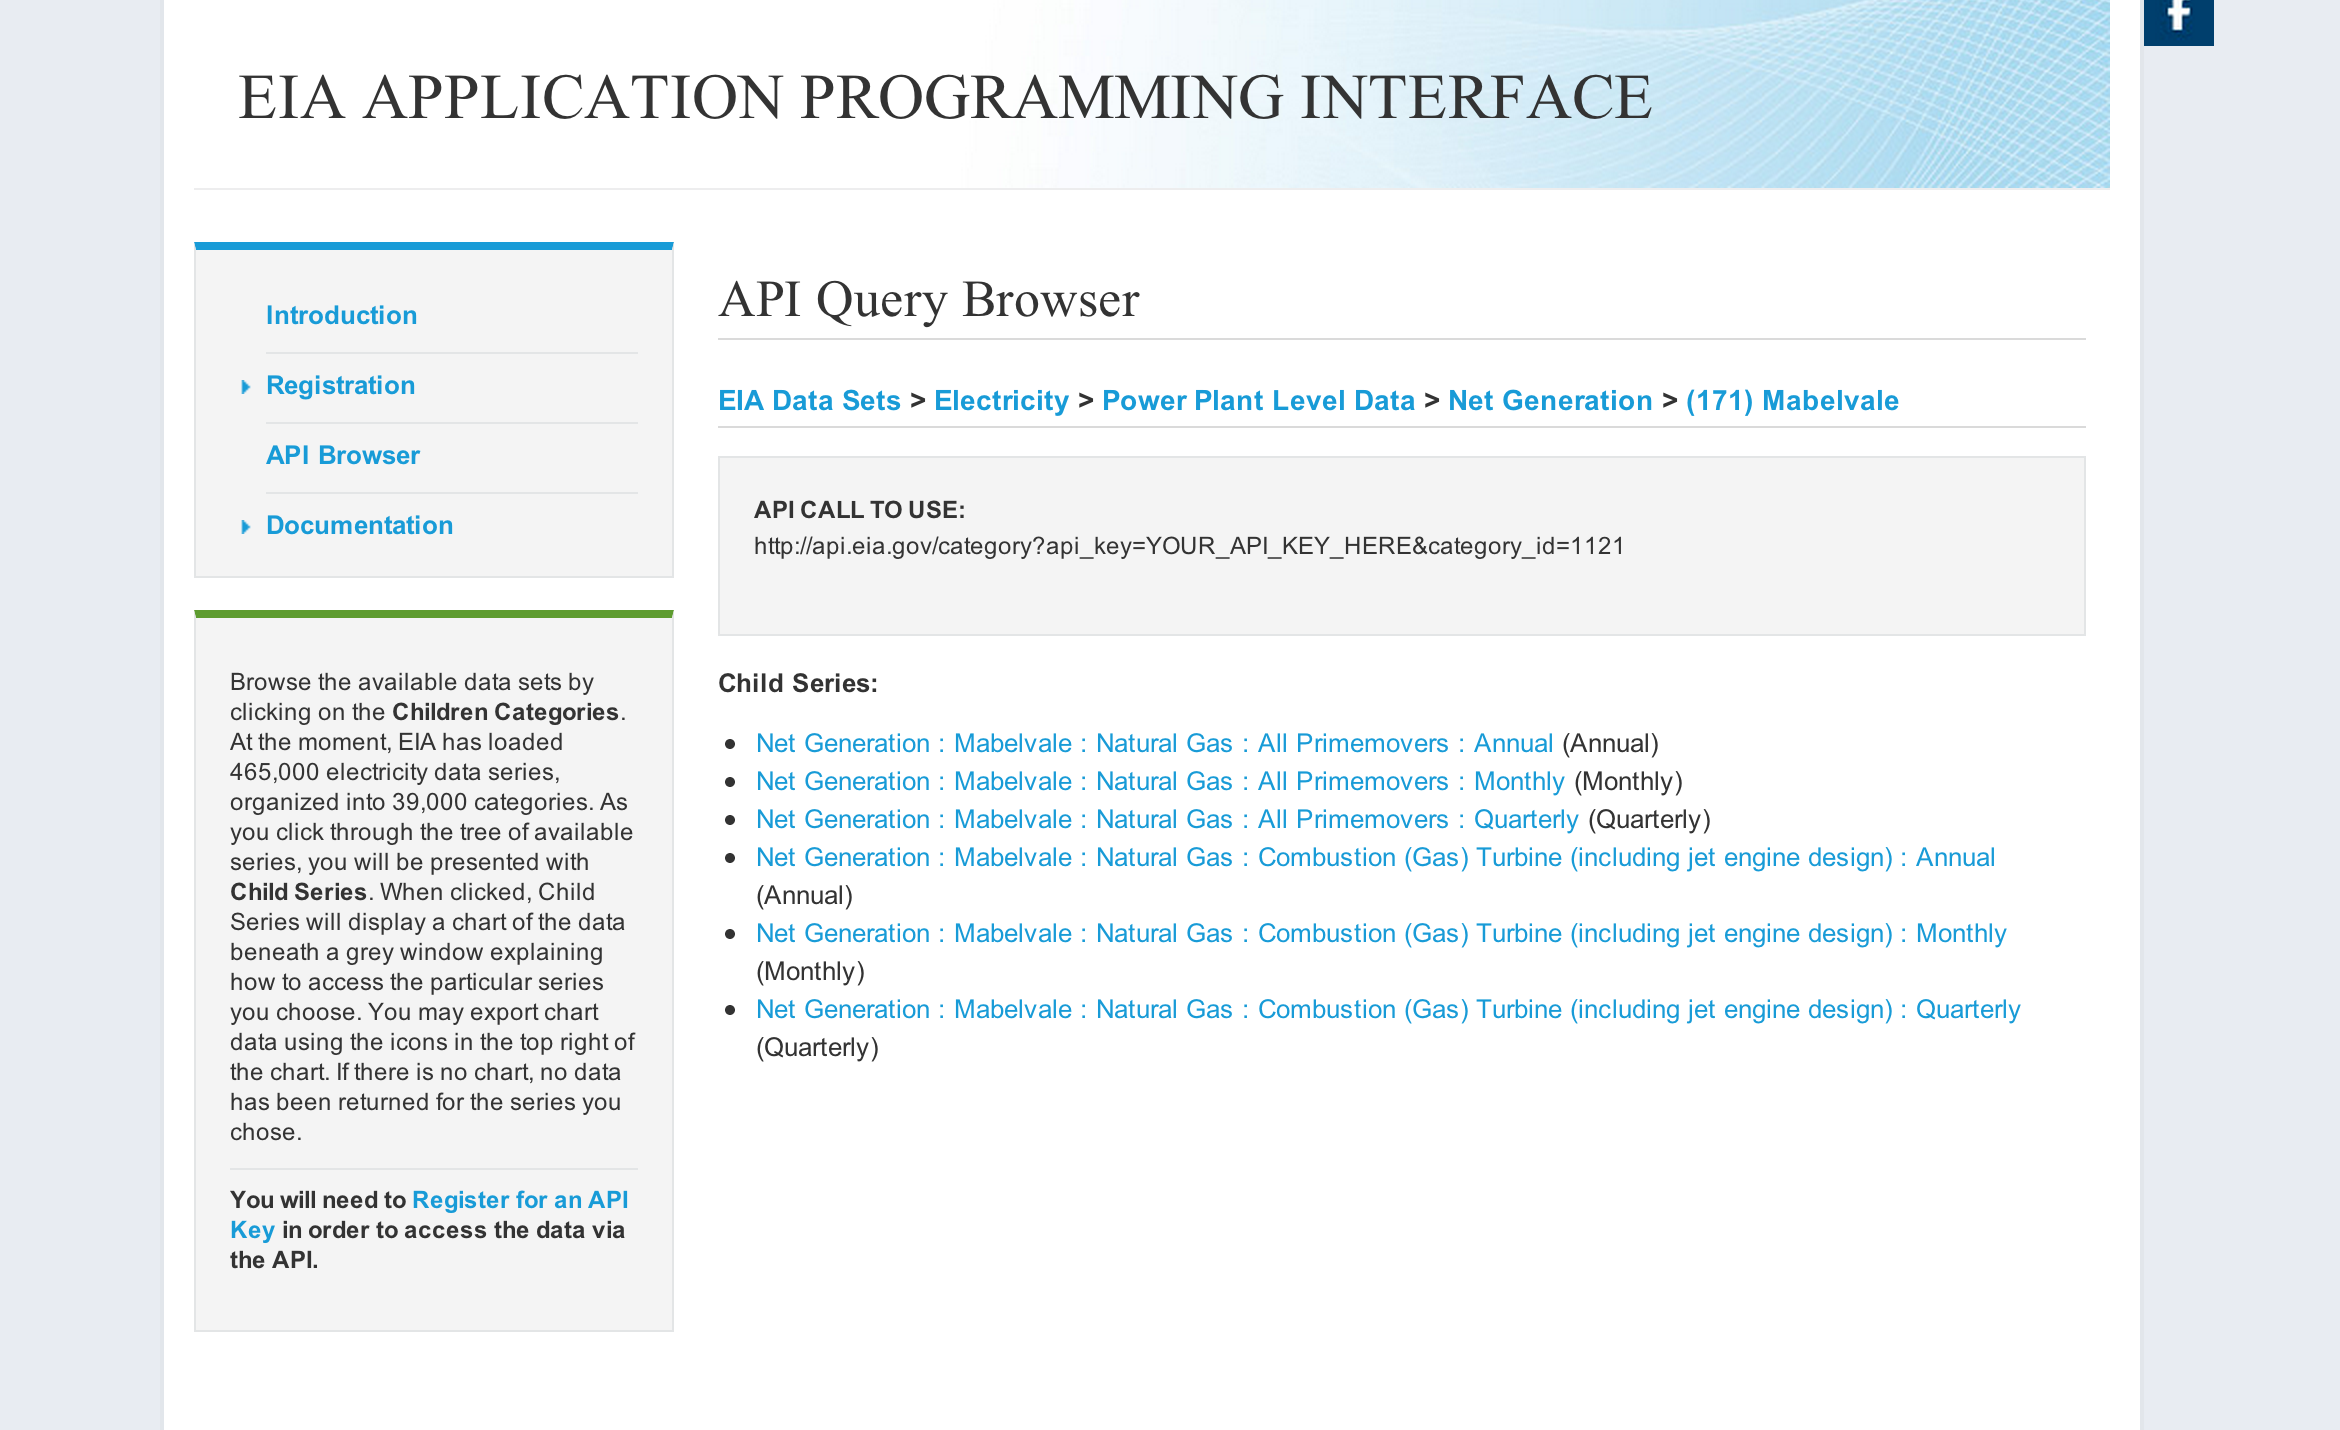 EIA APPLICATION PROGRAMMING INTERFACE
Introduction
Registration
API Browser
Documentation
Browse the available data sets by
clicking on the Children Categories.
At the moment, EIA has loaded
465,000 electricity data series,
organized into 39,000 categories. As
you click through the tree of available
series, you will be presented with
Child Series. When clicked, Child
Series will display a chart of the data
beneath a grey window explaining
how to access the particular series
you choose. You may export chart
data using the icons in the top right of
the chart. If there is no chart, no data
has been returned for the series you
chose.
You will need to Register for an API
Key in order to access the data via
the API.
API Query Browser
EIA Data Sets > Electricity > Power Plant Level Data > Net Generation > (171) Mabelvale
API CALL TO USE:
http://api.eia.gov/category?api_key=YOUR_API_KEY_HERE&category_id=1121
Child Series:
• Net Generation : Mabelvale : Natural Gas : All Primemovers : Annual (Annual)
• Net Generation : Mabelvale : Natural Gas : All Primemovers : Monthly (Monthly)
• Net Generation : Mabelvale : Natural Gas : All Primemovers : Quarterly (Quarterly)
• Net Generation : Mabelvale : Natural Gas : Combustion (Gas) Turbine (including jet engine design) : Annual
(Annual)
• Net Generation : Mabelvale : Natural Gas : Combustion (Gas) Turbine (including jet engine design) : Monthly
(Monthly)
• Net Generation : Mabelvale : Natural Gas : Combustion (Gas) Turbine (including jet engine design) : Quarterly
(Quarterly)